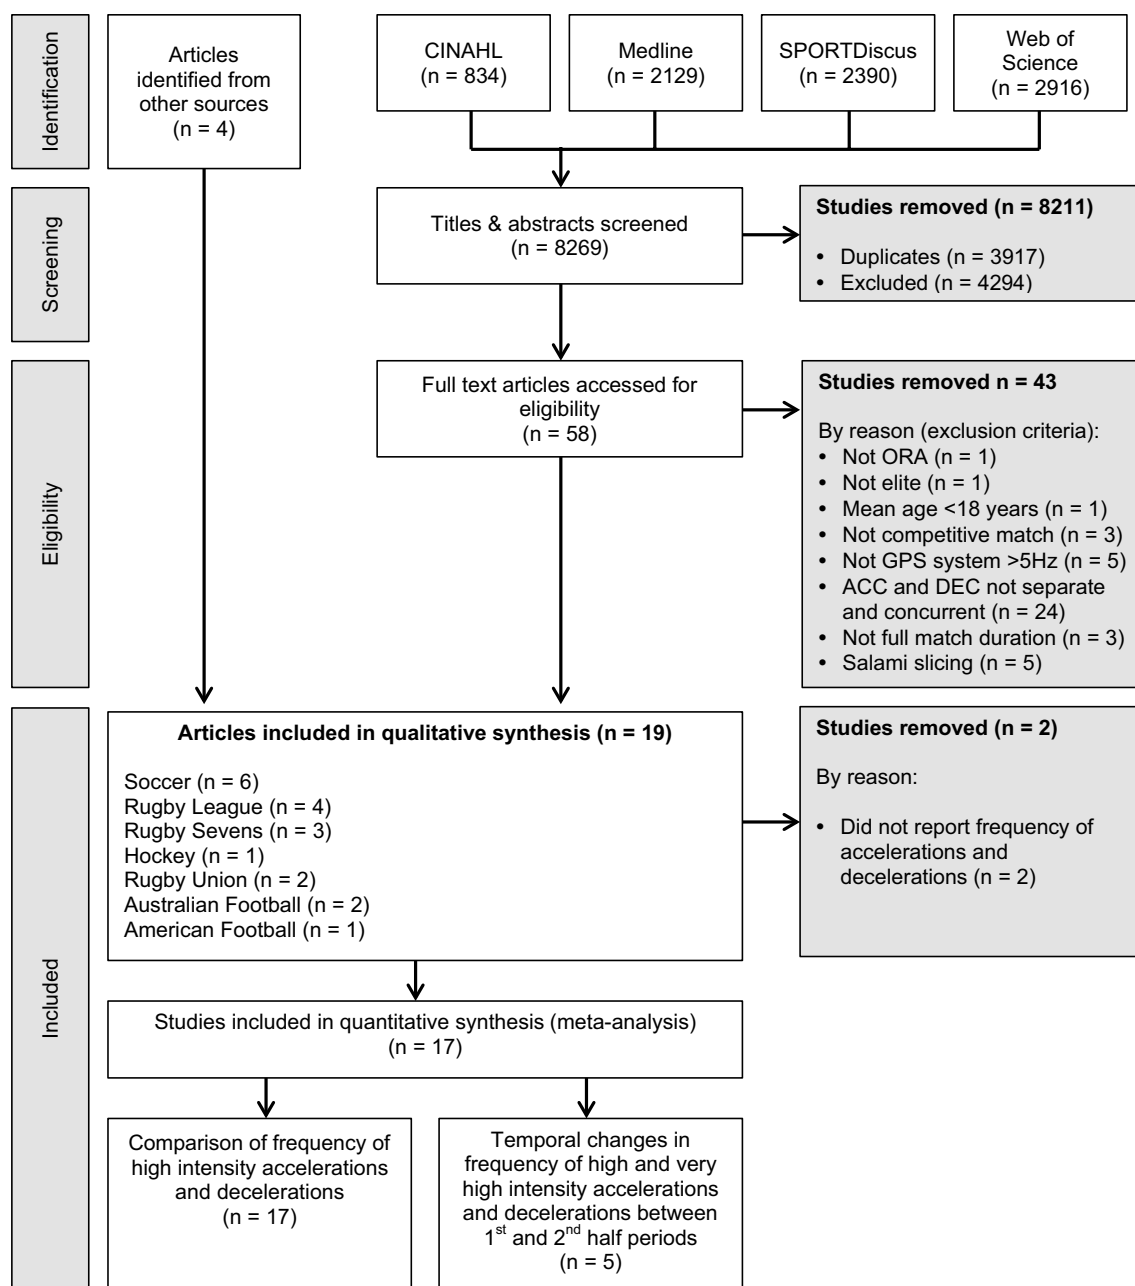 Identification
Articles
identified from
other sources
(n = 4)
CINAHL
(n = 834)
Medline
(n = 2129)
SPORTDiscus
(n = 2390)
Web of
Science
(n = 2916)
Screening
Titles & abstracts screened
(n = 8269)
Studies removed (n = 8211)
• Duplicates (n = 3917)
• Excluded (n = 4294)
Eligibility
Full text articles accessed for
eligibility
(n = 58)
Studies removed n = 43
By reason (exclusion criteria):
• Not ORA (n = 1)
• Not elite (n = 1)
• Mean age <18 years (n = 1)
• Not competitive match (n = 3)
• Not GPS system >5Hz (n = 5)
• ACC and DEC not separate
and concurrent (n = 24)
• Not full match duration (n = 3)
• Salami slicing (n = 5)
Included
Articles included in qualitative synthesis (n = 19)
Soccer (n = 6)
Rugby League (n = 4)
Rugby Sevens (n = 3)
Hockey (n = 1)
Rugby Union (n = 2)
Australian Football (n = 2)
American Football (n = 1)
Studies removed (n = 2)
By reason:
• Did not report frequency of
accelerations and
decelerations (n = 2)
Studies included in quantitative synthesis (meta-analysis)
(n = 17)
Comparison of frequency of
high intensity accelerations
and decelerations
(n = 17)
Temporal changes in
frequency of high and very
high intensity accelerations
and decelerations between
1st and 2nd half periods
(n = 5)